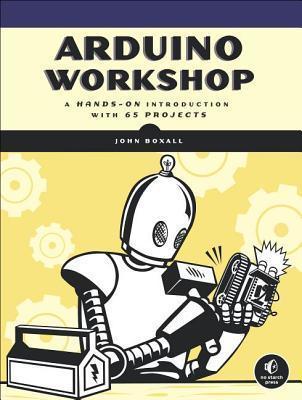 ARDUINO
WORKSHOP
A HANDS-ON INTRODUCTION
WITH 65 PROJECTS
JOHN BOXALL
no starch
press